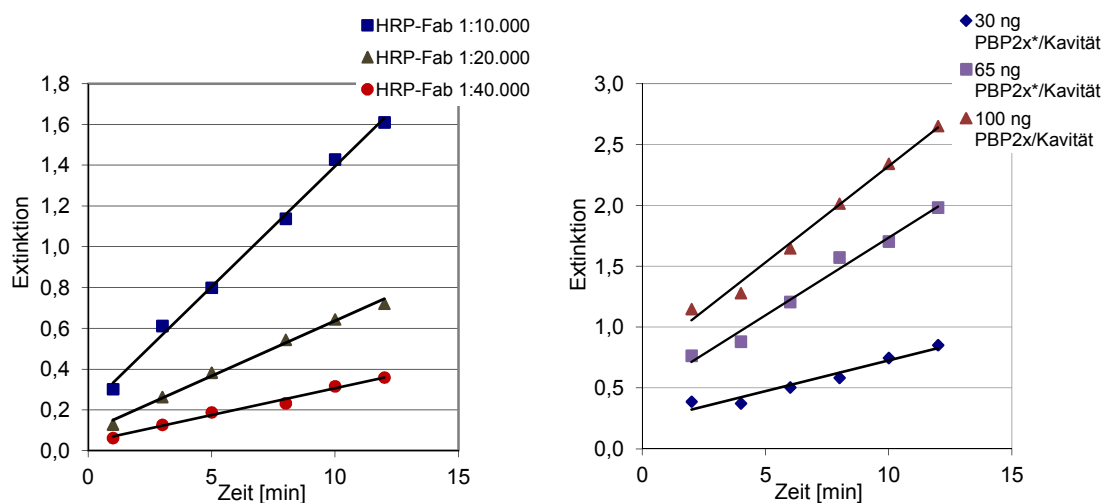 HRP-Fab 1:10.000
HRP-Fab 1:20.000
HRP-Fab 1:40.000
1,8
1,6
1,4
1,2
1,0
0,8
0,6
0,4
0,2
0,0
Extinktion
0
5
10
15
Zeit [min]
30 ng
PBP2x*/Kavität
65 ng
PBP2x*/Kavität
100 ng
PBP2x/Kavität
3,0
2,5
2,0
1,5
1,0
0,5
0,0
Extinktion
0
5
10
15
Zeit [min]